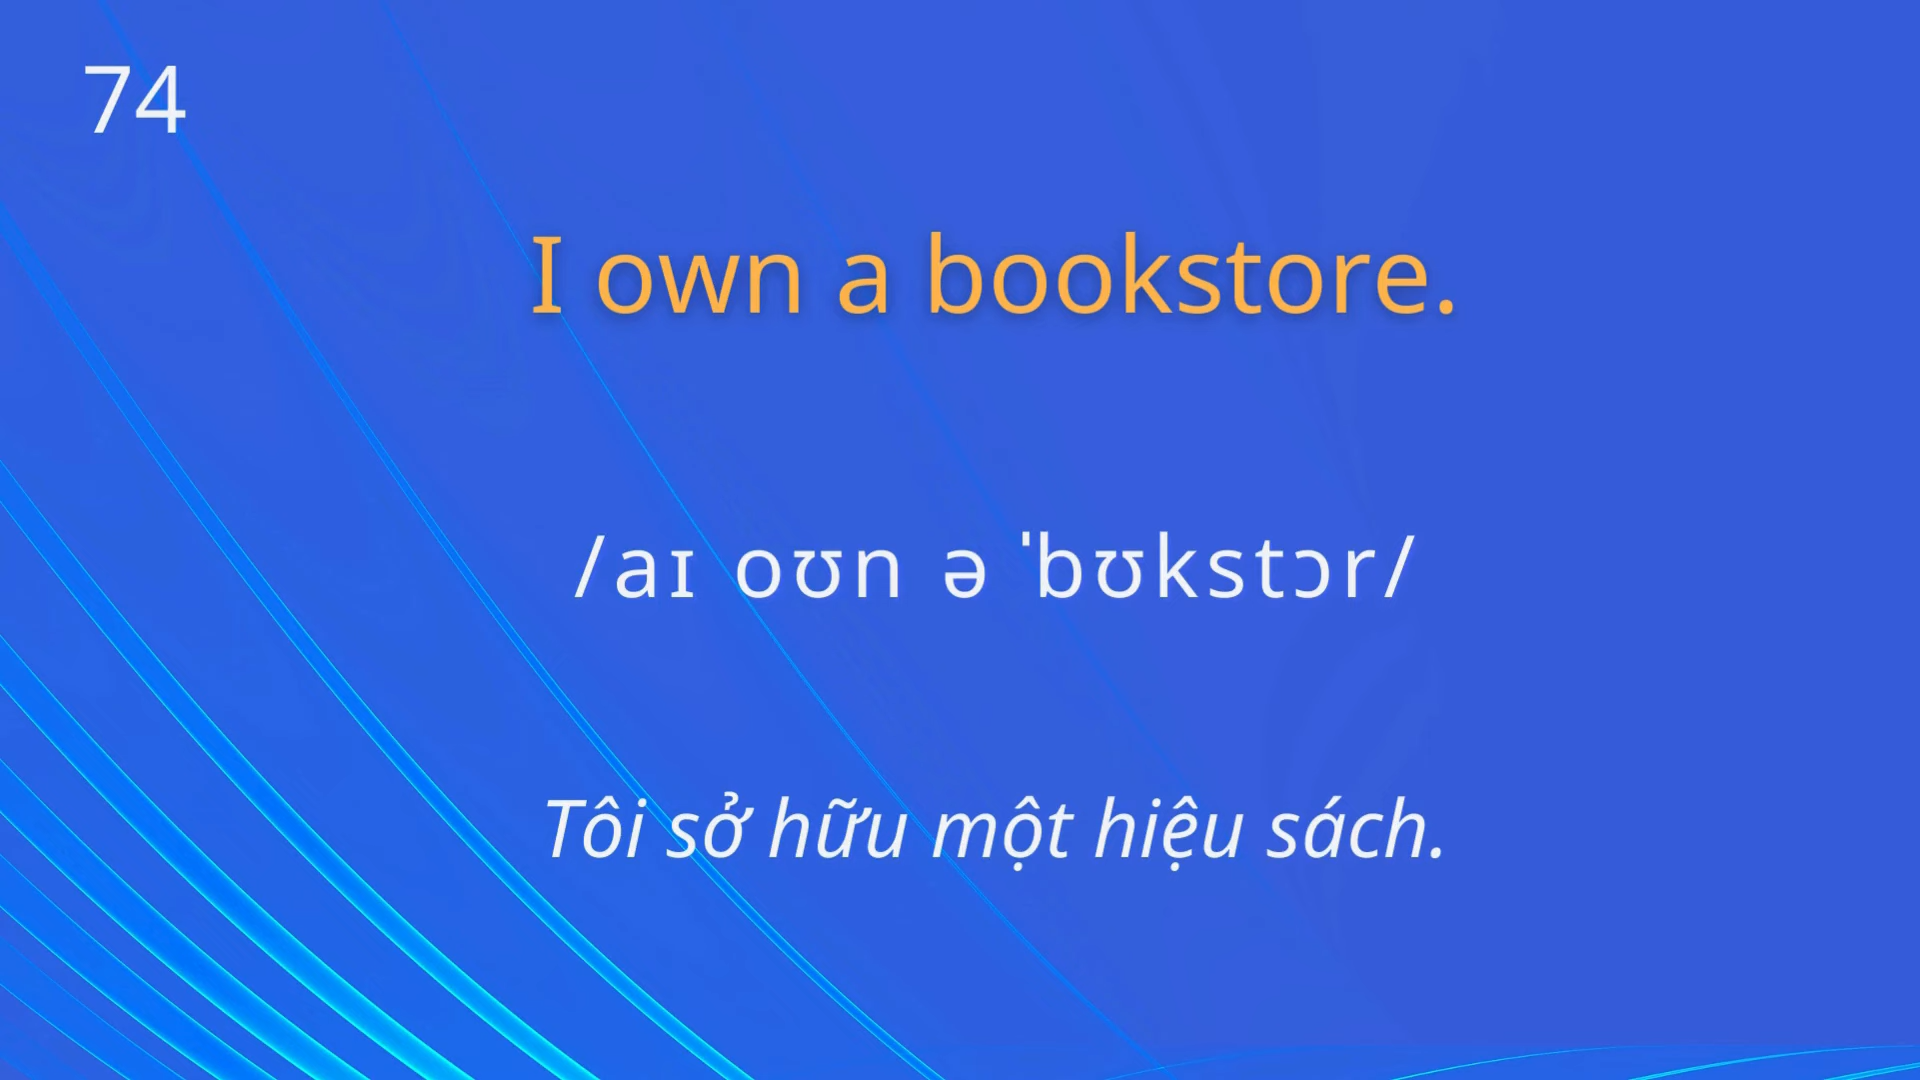 74
I own a bookstore.
/aɪ oʊn ə ˈbʊkstɔr/
Tôi sở hữu một hiệu sách.